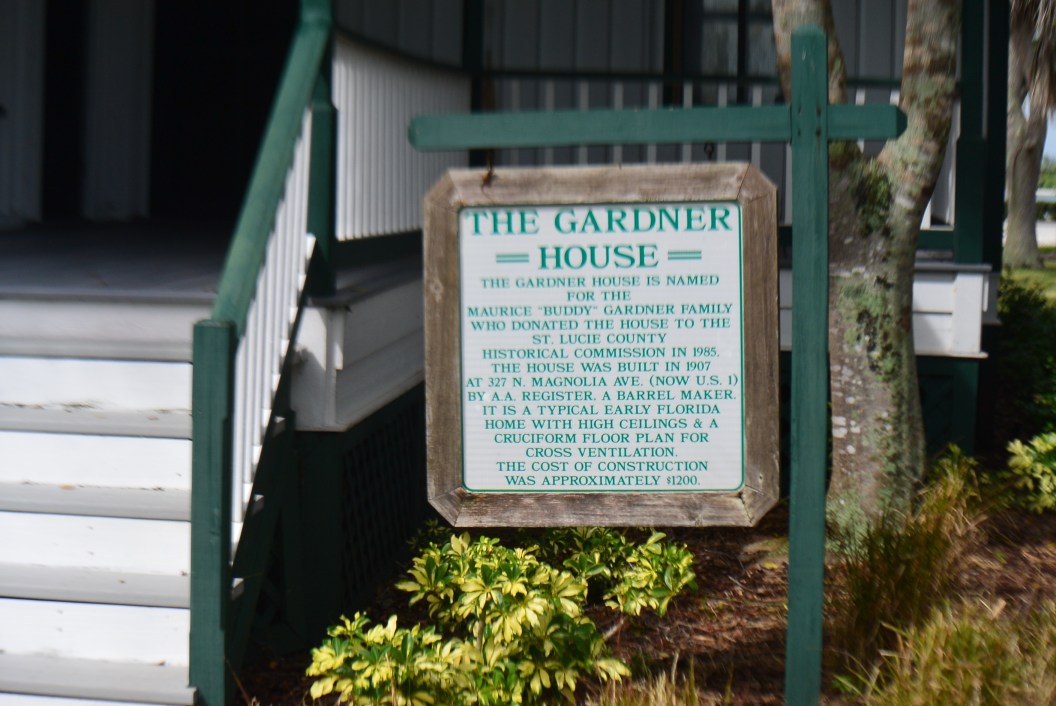 THE GARDNER
HOUSE
THE GARDNER HOUSE IS NAMED
FOR THE
MAURICE "BUDDY" GARDNER FAMILY
WHO DONATED THE HOUSE TO THE
ST. LUCIE COUNTY
HISTORICAL COMMISSION IN 1985.
THE HOUSE WAS BUILT IN 1907
AT 327 N. MAGNOLIA AVE. (NOW U.S. 1)
BY A.A. REGISTER, A BARREL MAKER.
IT IS A TYPICAL EARLY FLORIDA
HOME WITH HIGH CEILINGS & A
CRUCIFORM FLOOR PLAN FOR
CROSS VENTILATION.
THE COST OF CONSTRUCTION
WAS APPROXIMATELY $1200.